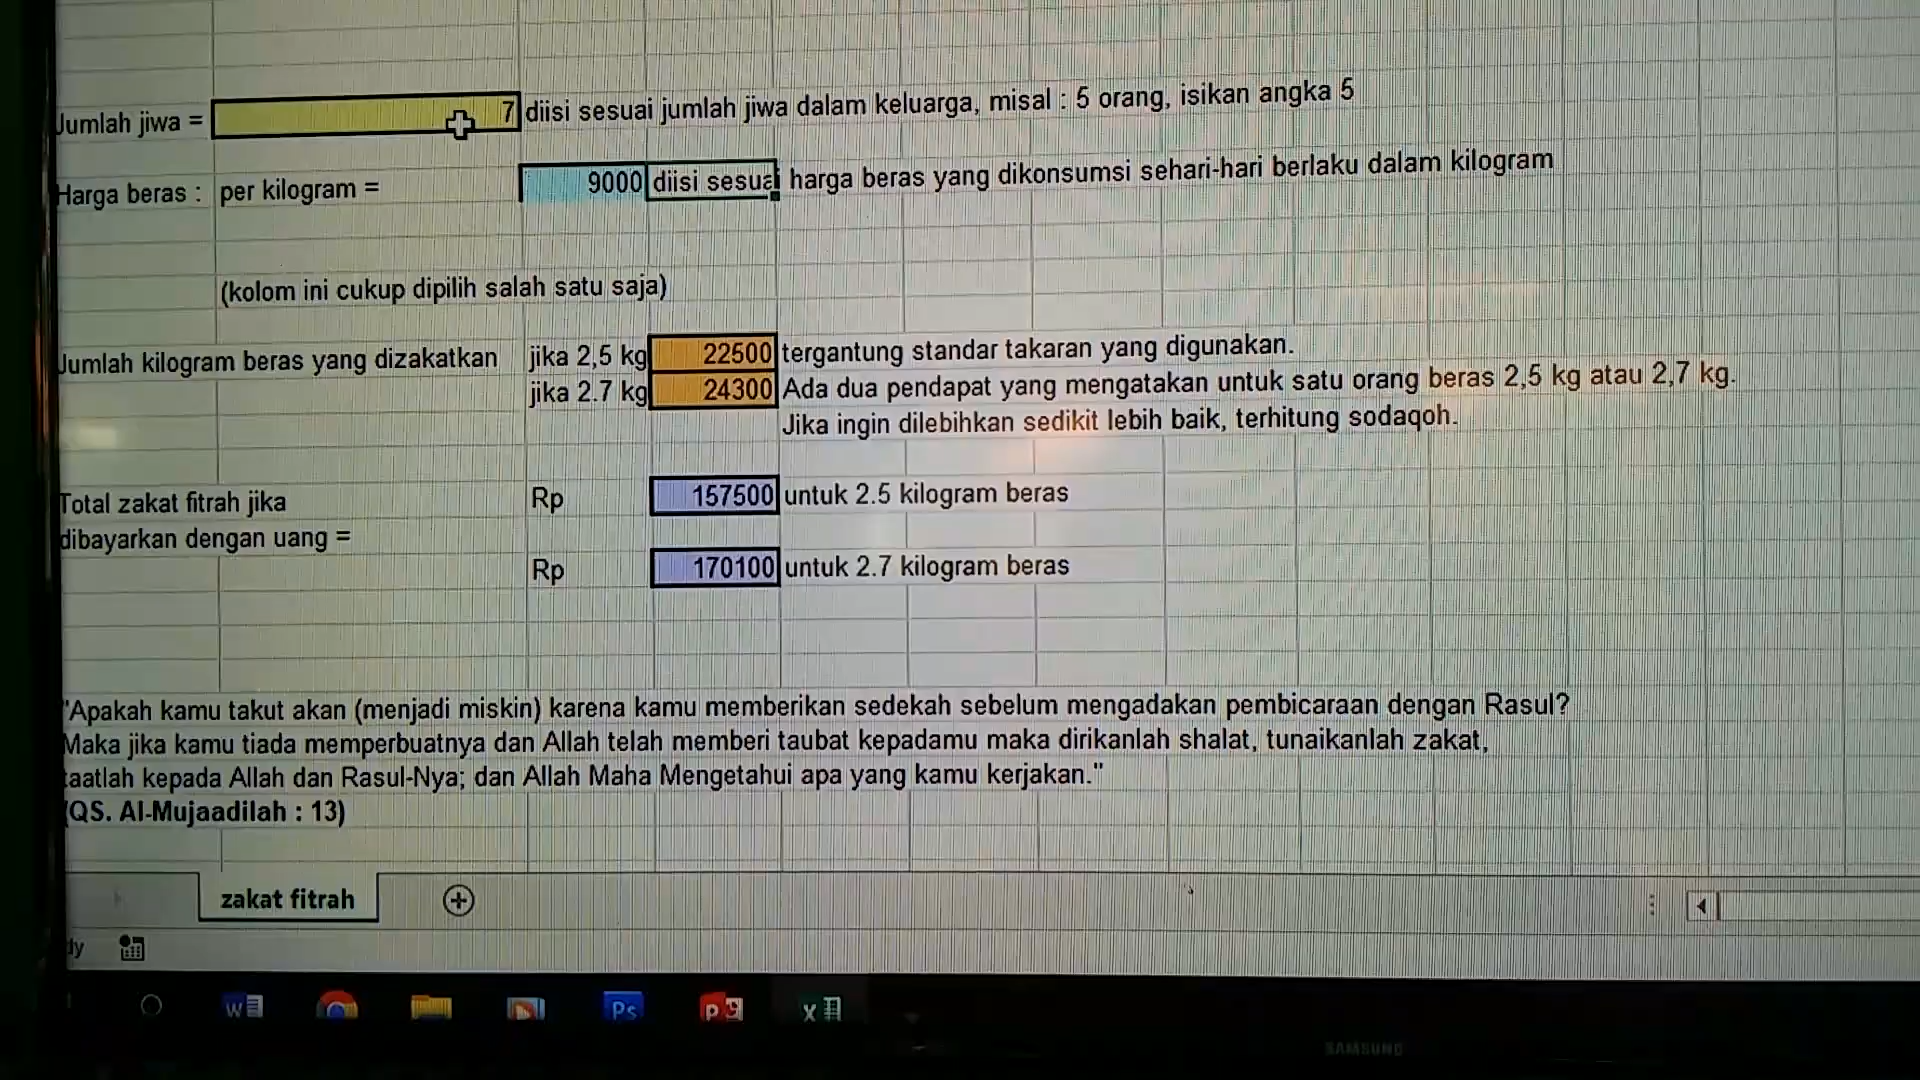 Jumlah jiwa = 7 diisi sesuai jumlah jiwa dalam keluarga, misal : 5 orang, isikan angka 5
Harga beras : per kilogram = 9000 diisi sesuai harga beras yang dikonsumsi sehari-hari berlaku dalam kilogram
(kolom ini cukup dipilih salah satu saja)
Jumlah kilogram beras yang dizakatkan jika 2,5 kg 22500 tergantung standar takaran yang digunakan.
jika 2.7 kg 24300 Ada dua pendapat yang mengatakan untuk satu orang beras 2,5 kg atau 2,7 kg.
Jika ingin dilebihkan sedikit lebih baik, terhitung sodaqoh.
Total zakat fitrah jika Rp 157500 untuk 2.5 kilogram beras
dibayarkan dengan uang =
Rp 170100 untuk 2.7 kilogram beras
"Apakah kamu takut akan (menjadi miskin) karena kamu memberikan sedekah sebelum mengadakan pembicaraan dengan Rasul?
Maka jika kamu tiada memperbuatnya dan Allah telah memberi taubat kepadamu maka dirikanlah shalat, tunaikanlah zakat,
taatlah kepada Allah dan Rasul-Nya; dan Allah Maha Mengetahui apa yang kamu kerjakan."
(QS. Al-Mujaadilah : 13)
zakat fitrah
dy
W Ps P X
SAMSUNG